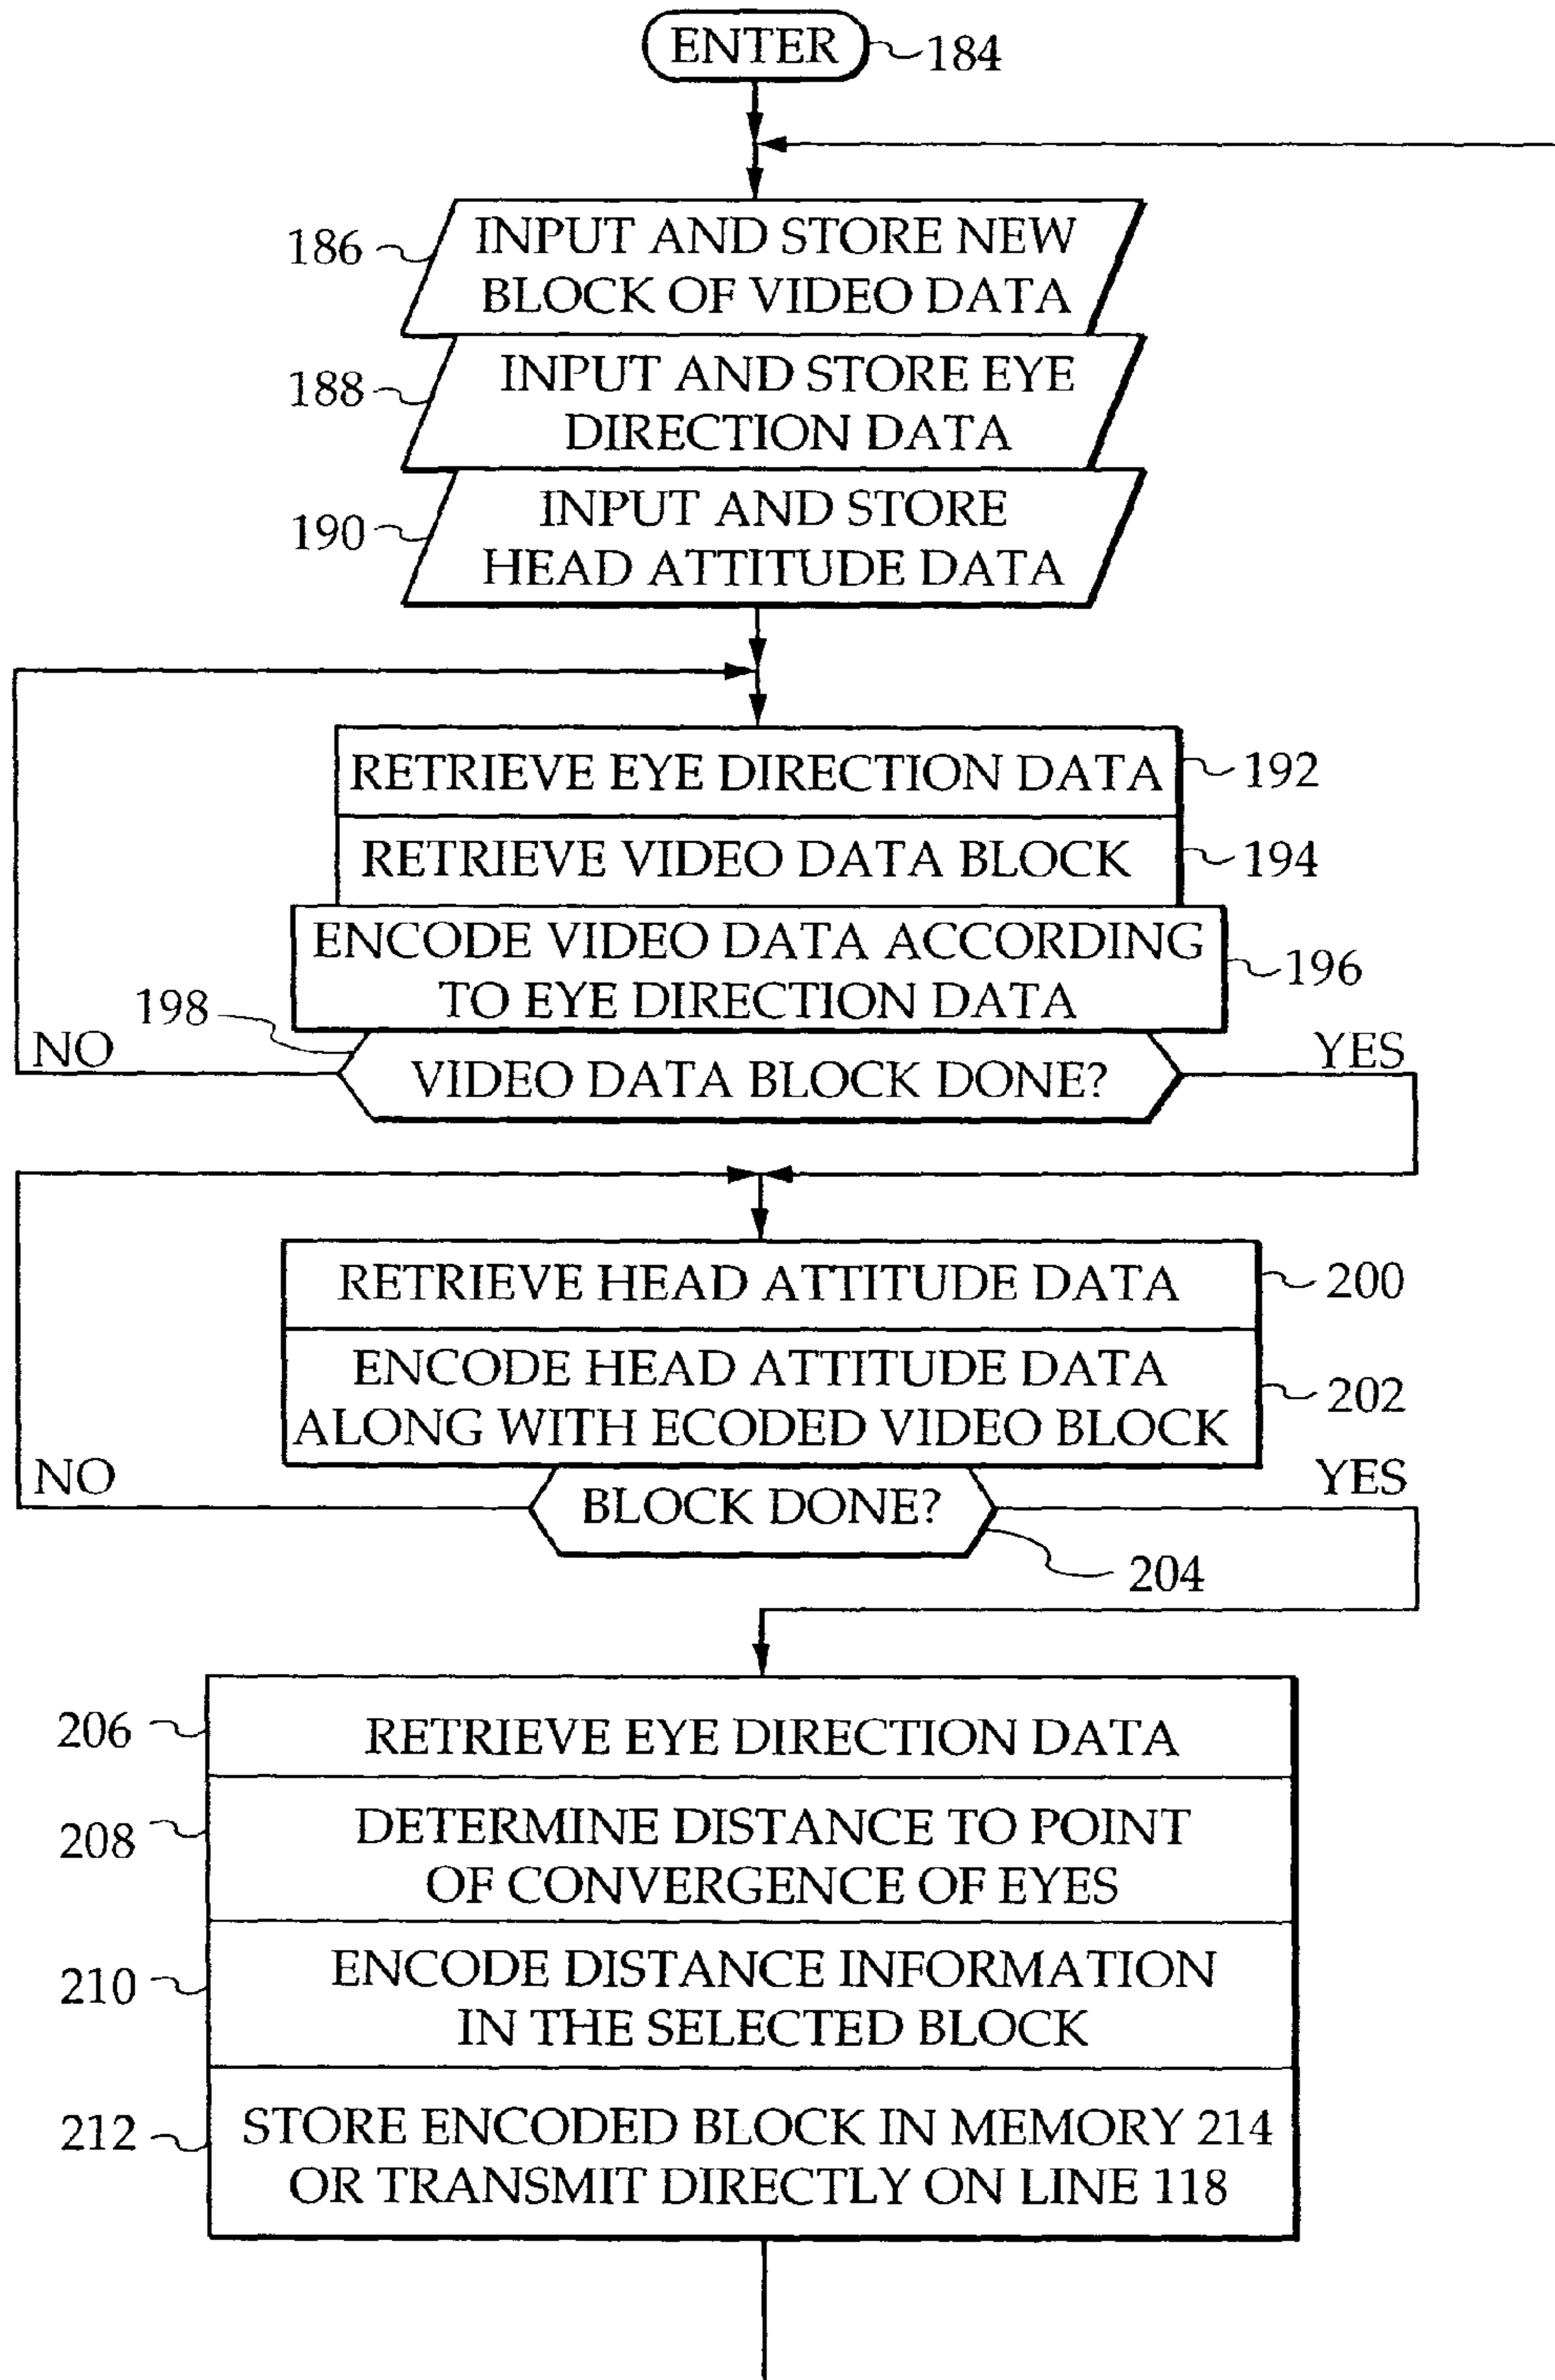 ENTER
184
186
INPUT AND STORE NEW
BLOCK OF VIDEO DATA
188
INPUT AND STORE EYE
DIRECTION DATA
190
INPUT AND STORE
HEAD ATTITUDE DATA
RETRIEVE EYE DIRECTION DATA
192
RETRIEVE VIDEO DATA BLOCK
194
ENCODE VIDEO DATA ACCORDING
TO EYE DIRECTION DATA
196
198
NO
VIDEO DATA BLOCK DONE?
YES
RETRIEVE HEAD ATTITUDE DATA
200
ENCODE HEAD ATTITUDE DATA
ALONG WITH ECODED VIDEO BLOCK
202
NO
BLOCK DONE?
YES
204
206
RETRIEVE EYE DIRECTION DATA
208
DETERMINE DISTANCE TO POINT
OF CONVERGENCE OF EYES
210
ENCODE DISTANCE INFORMATION
IN THE SELECTED BLOCK
212
STORE ENCODED BLOCK IN MEMORY 214
OR TRANSMIT DIRECTLY ON LINE 118